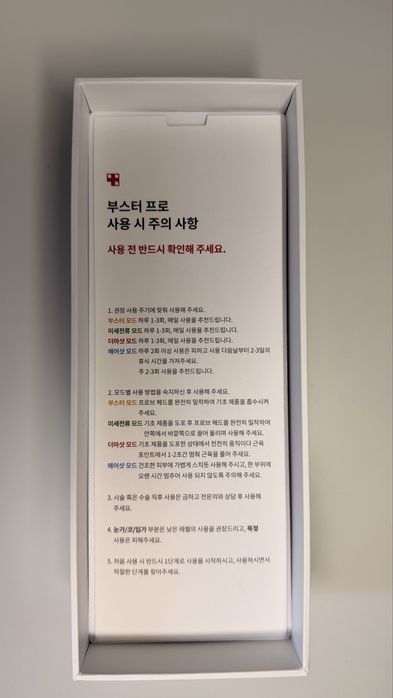 부스터 프로
사용 시 주의 사항
사용 전 반드시 확인해 주세요.
1. 권장 사용 주기에 맞춰 사용해 주세요.
부스터 모드 하루 1-3회, 매일 사용을 추천드립니다.
미세전류 모드 하루 1-3회, 매일 사용을 추천드립니다.
더마샷 모드 하루 1-3회, 매일 사용을 추천드립니다.
에어샷 모드 하루 2회 이상 사용은 피하고 사용 다음날부터 2-3일의
휴식 시간을 가져주세요.
주 2-3회 사용을 추천드립니다.
2. 모드별 사용 방법을 숙지하신 후 사용해 주세요.
부스터 모드 프로브 헤드를 완전히 밀착하여 기초 제품을 흡수시켜
주세요.
미세전류 모드 기초 제품을 도포 후 프로브 헤드를 완전히 밀착하여
안쪽에서 바깥쪽으로 끌어 올리며 사용해 주세요.
더마샷 모드 기초 제품을 도포한 상태에서 천천히 움직이다 근육
포인트에서 1-2초간 멈춰 근육을 풀어 주세요.
에어샷 모드 건조한 피부에 가볍게 스치듯 사용해 주시고, 한 부위에
오랜 시간 멈추어 사용 되지 않도록 주의해 주세요.
3. 시술 혹은 수술 직후 사용은 금하고 전문의와 상담 후 사용해
주세요.
4. 눈가/코/입가 부분은 낮은 레벨의 사용을 권장드리고, 목젖
사용은 피해주세요.
5. 처음 사용 시 반드시 1단계로 사용을 시작하시고, 사용하시면서
적절한 단계를 찾아주세요.